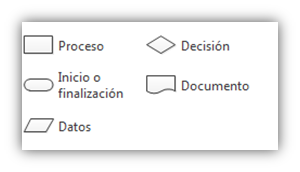 Proceso
Decisión
Inicio o
finalización
Documento
Datos